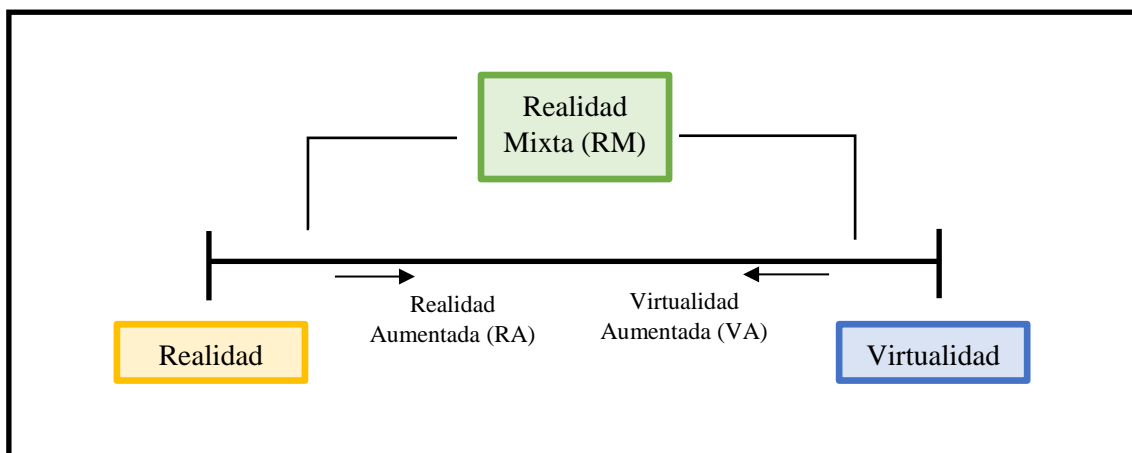 Realidad
Mixta (RM)
Realidad
Aumentada (RA)
Virtualidad
Aumentada (VA)
Realidad
Virtualidad